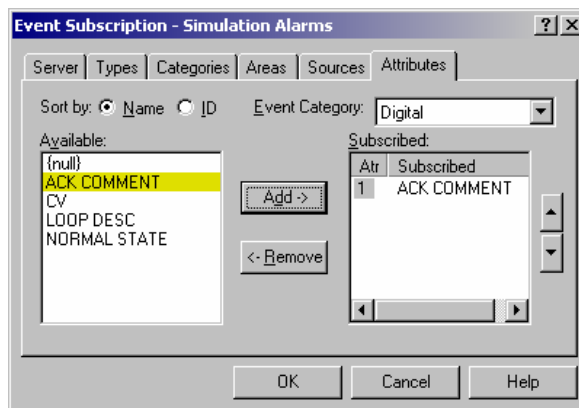 Event Subscription - Simulation Alarms
Server Types Categories Areas Sources Attributes
Sort by: Name ID Event Category: Digital
Available: Subscribed:
{null}
ACK COMMENT
CV
LOOP DESC
NORMAL STATE
Add ->
<- Remove
Atr Subscribed
1 ACK COMMENT
OK Cancel Help